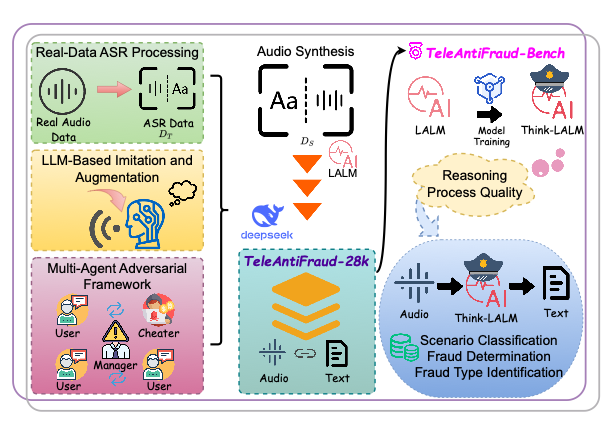 Real-Data ASR Processing
Aa
Real Audio
Data
ASR Data
D_T
LLM-Based Imitation and
Augmentation
Multi-Agent Adversarial
Framework
User
Cheater
Manager
User
User
Audio Synthesis
Aa
D_S
AI
LALM
deepseek
TeleAntiFraud-28k
Audio
Text
TeleAntiFraud-Bench
AI
LALM
Model
Training
AI
Think-LALM
Reasoning
Process Quality
Audio
AI
Think-LALM
Text
Scenario Classification
Fraud Determination
Fraud Type Identification